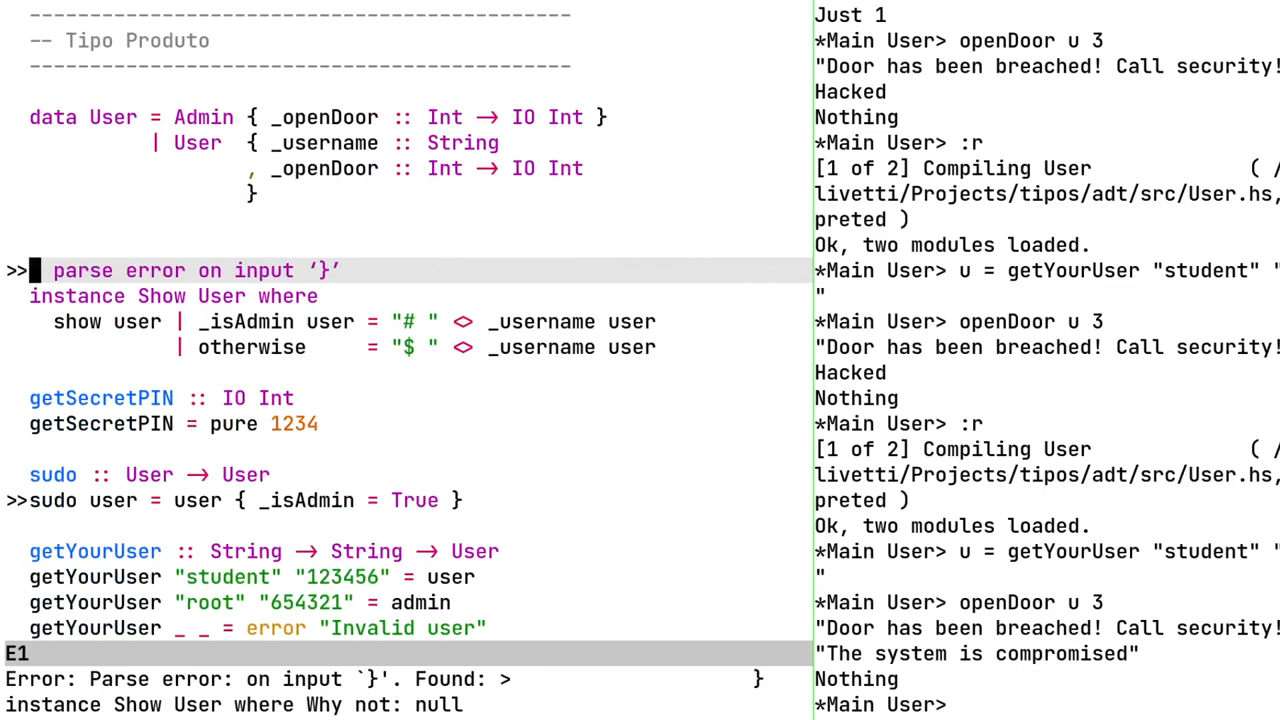 ---------------------------------------------
-- Tipo Produto
---------------------------------------------
data User = Admin { _openDoor :: Int -> IO Int }
| User { _username :: String
, _openDoor :: Int -> IO Int
}
>> parse error on input ‘}’
instance Show User where
show user | _isAdmin user = "# " <> _username user
| otherwise = "$ " <> _username user
getSecretPIN :: IO Int
getSecretPIN = pure 1234
sudo :: User -> User
>>sudo user = user { _isAdmin = True }
getYourUser :: String -> String -> User
getYourUser "student" "123456" = user
getYourUser "root" "654321" = admin
getYourUser _ _ = error "Invalid user"
E1
Error: Parse error: on input `}'. Found: > }
instance Show User where Why not: null
Just 1
*Main User> openDoor u 3
"Door has been breached! Call security!
Hacked
Nothing
*Main User> :r
[1 of 2] Compiling User ( /
livetti/Projects/tipos/adt/src/User.hs,
preted )
Ok, two modules loaded.
*Main User> u = getYourUser "student" "
"
*Main User> openDoor u 3
"Door has been breached! Call security!
Hacked
Nothing
*Main User> :r
[1 of 2] Compiling User ( /
livetti/Projects/tipos/adt/src/User.hs,
preted )
Ok, two modules loaded.
*Main User> u = getYourUser "student" "
"
*Main User> openDoor u 3
"Door has been breached! Call security!
"The system is compromised"
Nothing
*Main User>